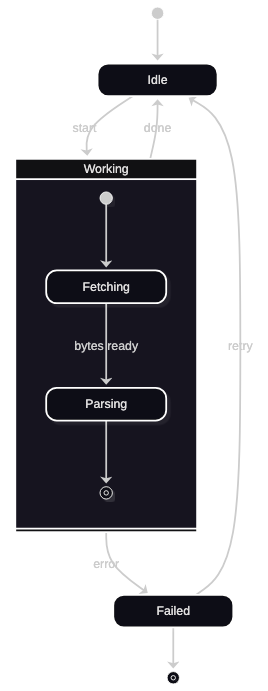 Idle
start
done
Working
Fetching
bytes ready
retry
Parsing
error
Failed